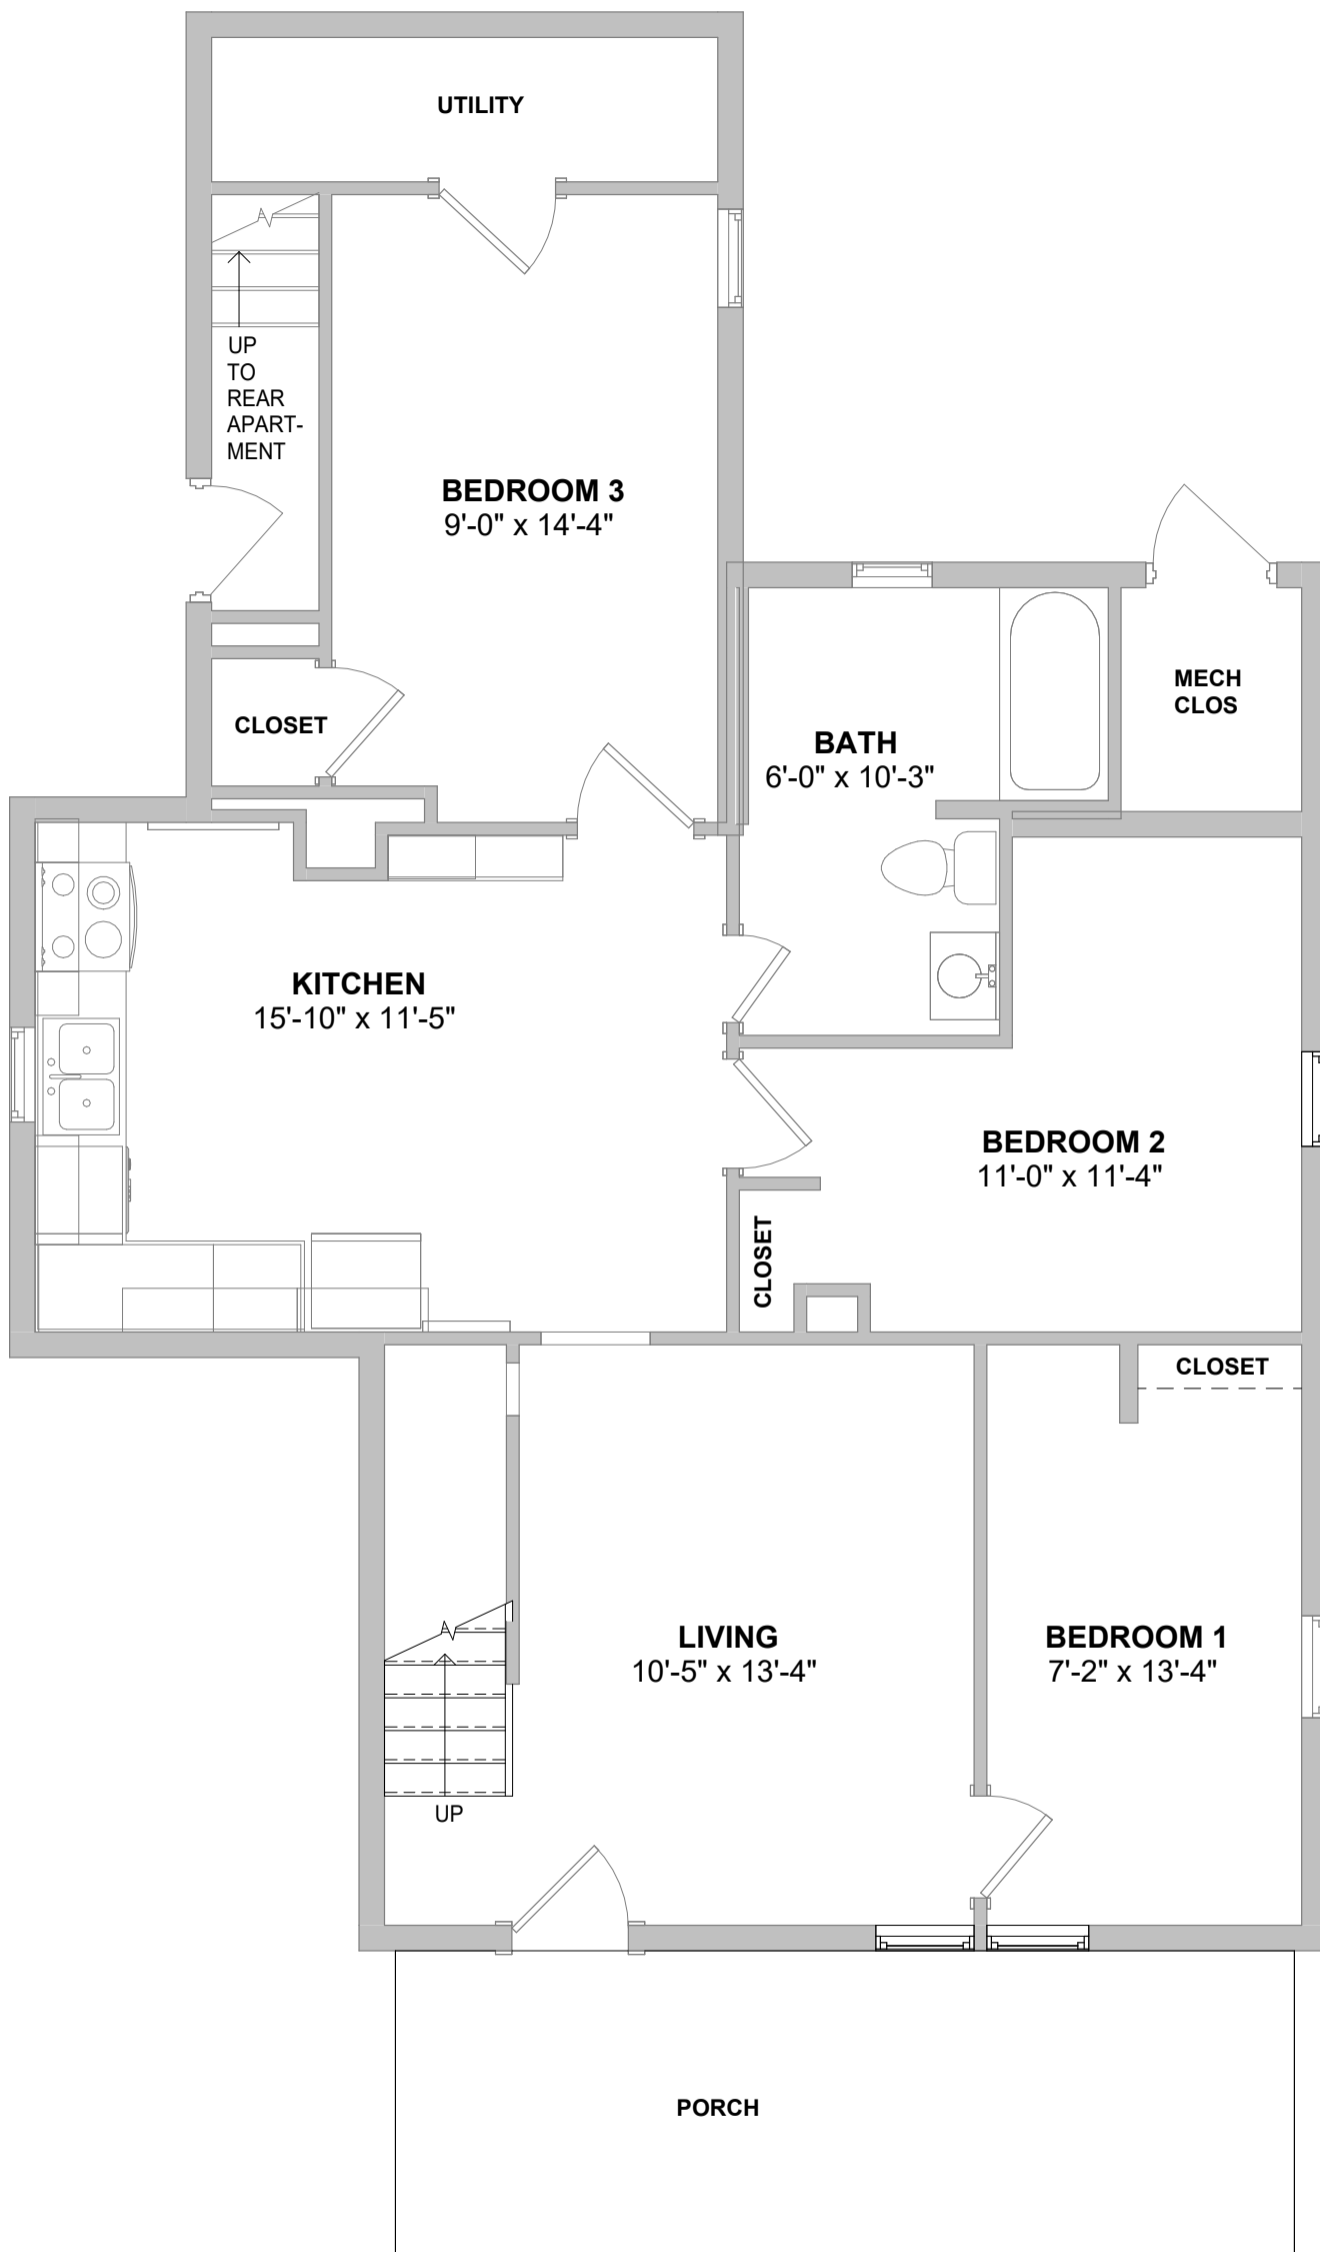 UTILITY
UP
TO
REAR
APART-
MENT
BEDROOM 3
9'-0" x 14'-4"
CLOSET
BATH
6'-0" x 10'-3"
MECH
CLOS
KITCHEN
15'-10" x 11'-5"
BEDROOM 2
11'-0" x 11'-4"
CLOSET
CLOSET
LIVING
10'-5" x 13'-4"
BEDROOM 1
7'-2" x 13'-4"
UP
PORCH